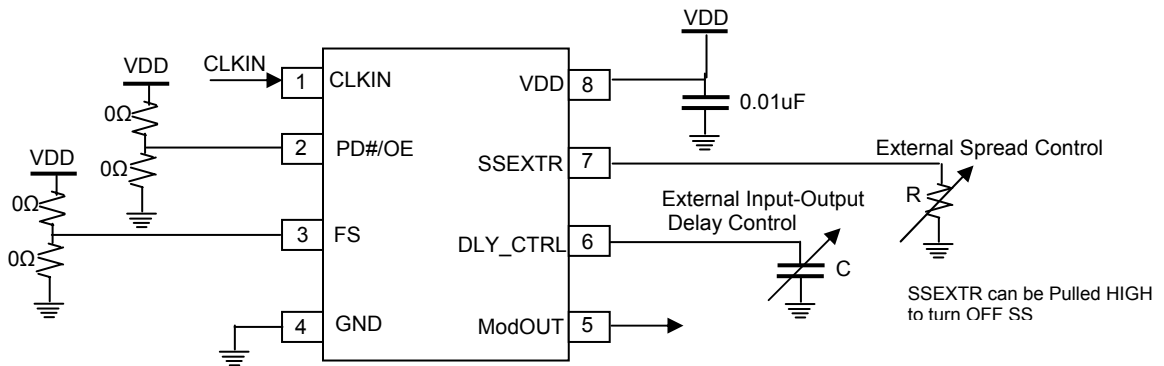 VDD
VDD
CLKIN
1
CLKIN
VDD
8
0Ω
0.01uF
2
PD#/OE
VDD
0Ω
SSEXTR
7
External Spread Control
0Ω
R
External Input-Output
Delay Control
3
FS
DLY_CTRL
6
0Ω
C
SSEXTR can be Pulled HIGH
to turn OFF SS
4
GND
ModOUT
5